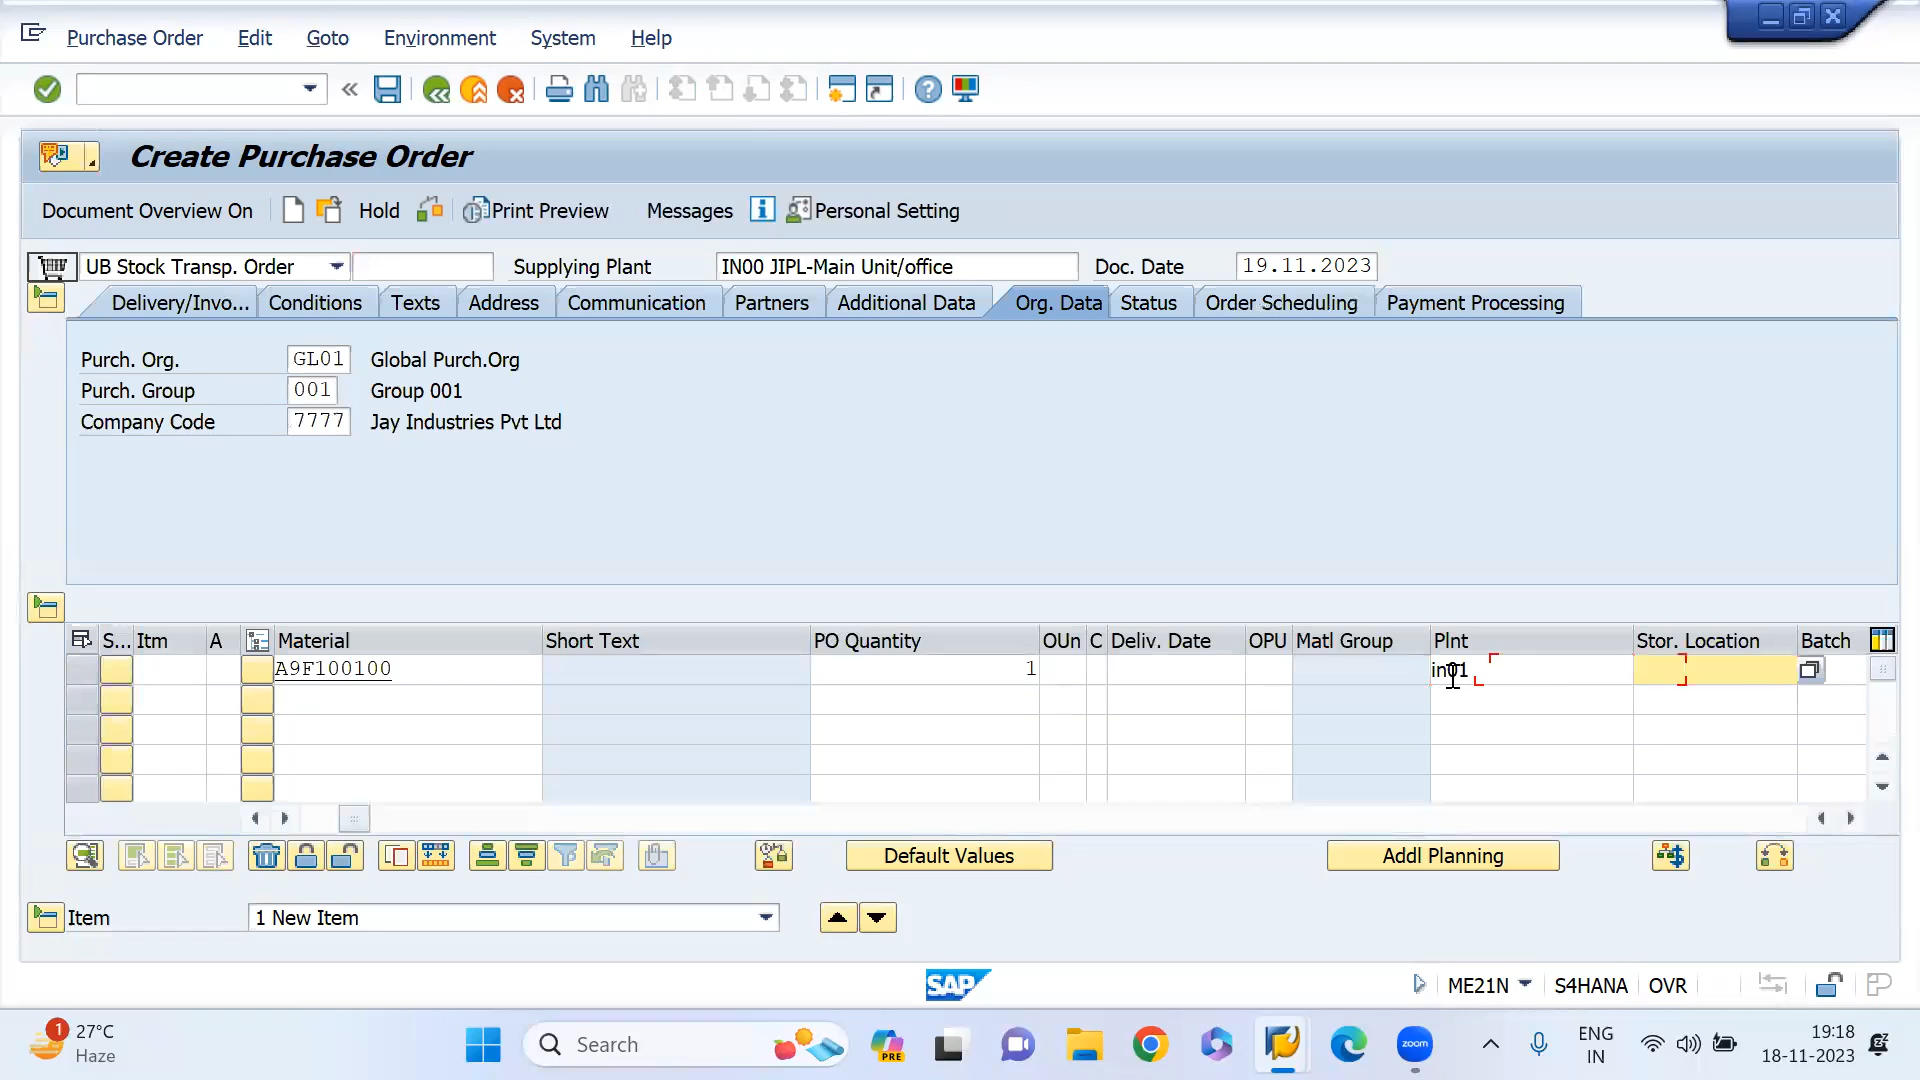 Purchase Order Edit Goto Environment System Help
Create Purchase Order
Document Overview On Hold Print Preview Messages Personal Setting
UB Stock Transp. Order Supplying Plant IN00 JIPL-Main Unit/office Doc. Date 19.11.2023
Delivery/Invo... Conditions Texts Address Communication Partners Additional Data Org. Data Status Order Scheduling Payment Processing
Purch. Org. GL01 Global Purch.Org
Purch. Group 001 Group 001
Company Code 7777 Jay Industries Pvt Ltd
S... Itm A Material Short Text PO Quantity OUn C Deliv. Date OPU Matl Group Plnt Stor. Location Batch
A9F100100 1 in01
Default Values Addl Planning
Item 1 New Item
SAP ME21N S4HANA OVR
1 27°C
Haze
Search
PRE
zoom
ENG
IN
19:18
18-11-2023